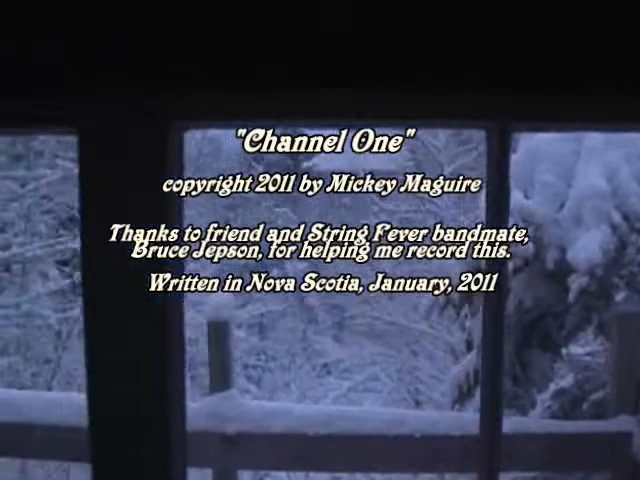 "Channel One"
copyright 2011 by Mickey Maguire
Thanks to friend and String Fever bandmate,
Bruce Jepson, for helping me record this.
Written in Nova Scotia, January, 2011